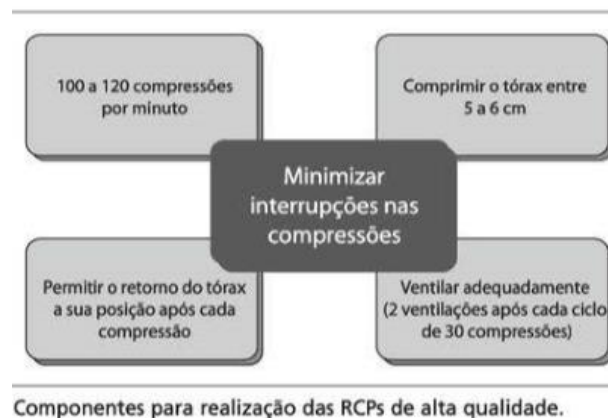 100 a 120 compressões
por minuto
Comprimir o tórax entre
5 a 6 cm
Minimizar
interrupções nas
compressões
Permitir o retorno do tórax
a sua posição após cada
compressão
Ventilar adequadamente
(2 ventilações após cada ciclo
de 30 compressões)
Componentes para realização das RCPs de alta qualidade.